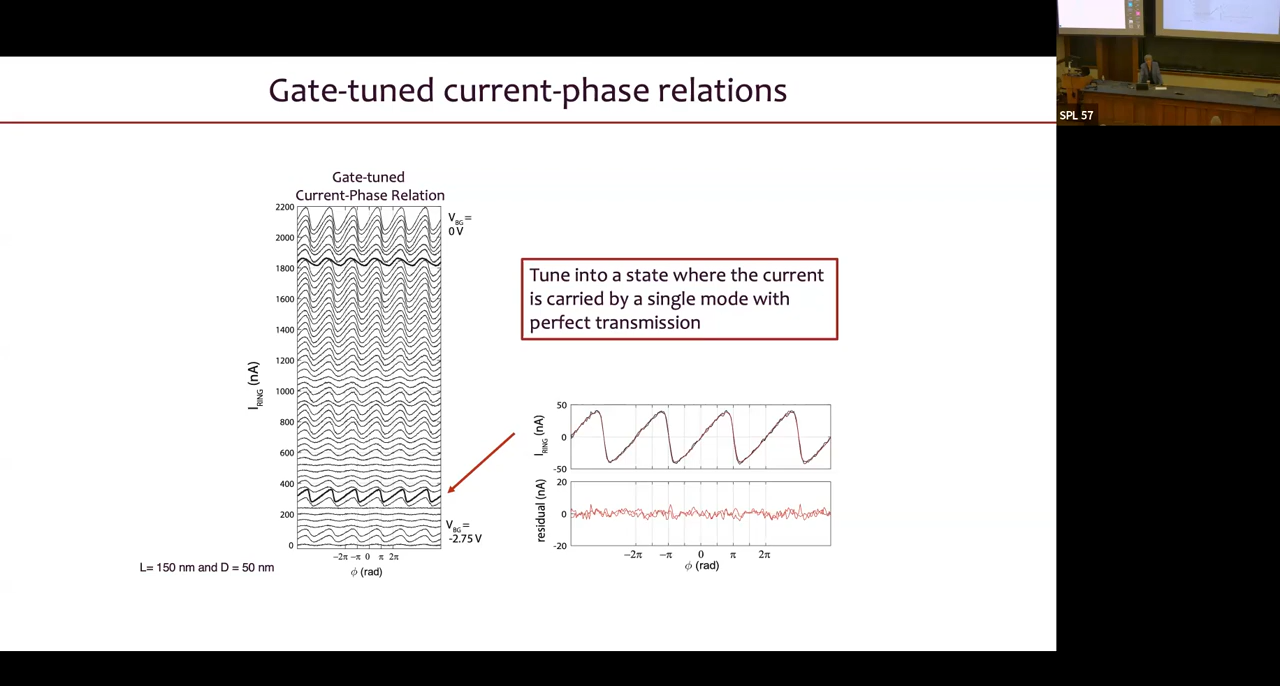 Gate-tuned current-phase relations
SPL 57
Gate-tuned
Current-Phase Relation
2200
2000
1800
1600
1400
1200
1000
800
600
400
200
0
I_RING (nA)
V_BG =
0 V
V_BG =
-2.75 V
−2π −π 0 π 2π
ϕ (rad)
L= 150 nm and D = 50 nm
Tune into a state where the current
is carried by a single mode with
perfect transmission
50
0
-50
I_RING (nA)
20
0
-20
residual (nA)
−2π −π 0 π 2π
ϕ (rad)